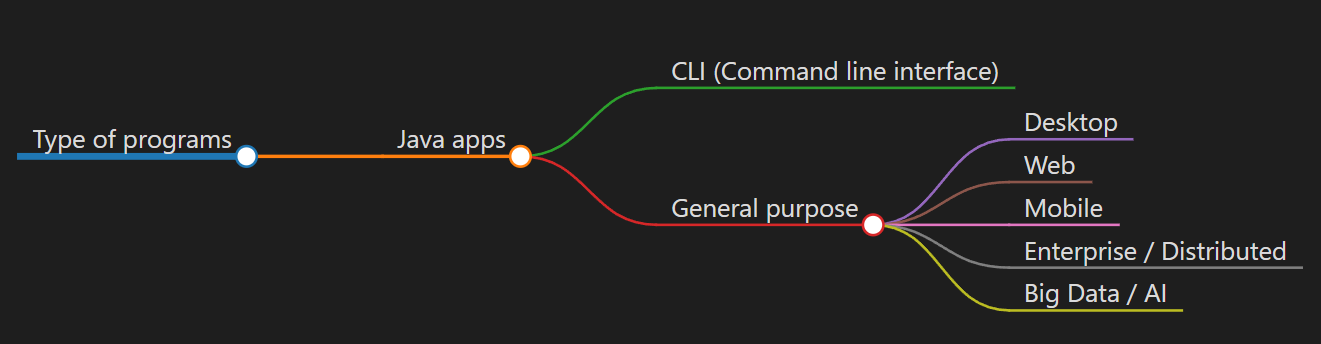 Type of programs
Java apps
CLI (Command line interface)
General purpose
Desktop
Web
Mobile
Enterprise / Distributed
Big Data / AI